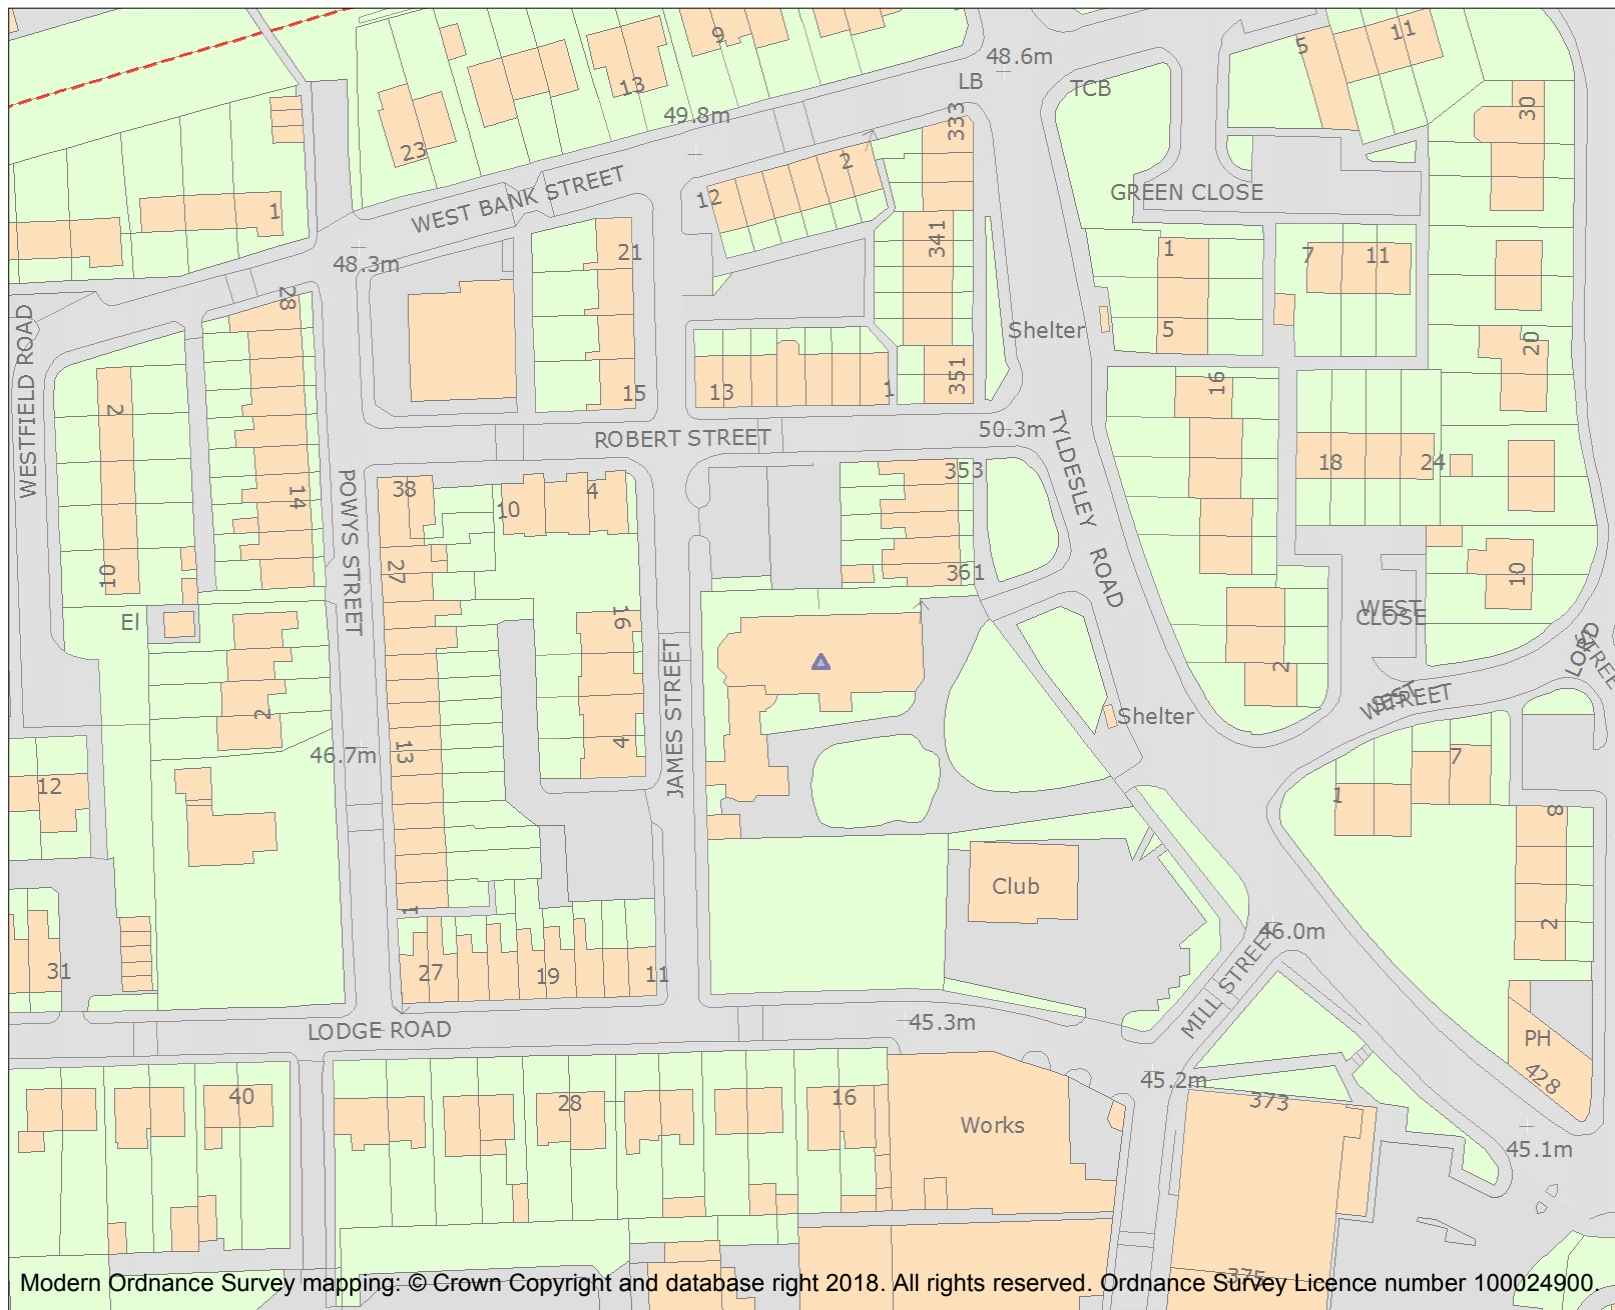 9
11
5
48.6m
LB
TCB
13
49.8m
333
30
23
2
WEST BANK STREET
12
GREEN CLOSE
1
21
341
1
7
11
48.3m
28
WESTFIELD ROAD
Shelter
5
20
15
13
1
351
16
2
ROBERT STREET
50.3m
TYLDESLEY ROAD
18
24
353
38
4
10
14
POWYS STREET
27
10
361
10
El
16
WEST
CLOSE
2
2
WEST
STREET
Shelter
JAMES STREET
4
13
46.7m
12
7
1
8
Club
1
2
46.0m
31
27
19
11
MILL STREET
LODGE ROAD
45.3m
PH
428
45.2m
40
28
16
373
Works
45.1m
375
Modern Ordnance Survey mapping: © Crown Copyright and database right 2018. All rights reserved. Ordnance Survey Licence number 100024900.